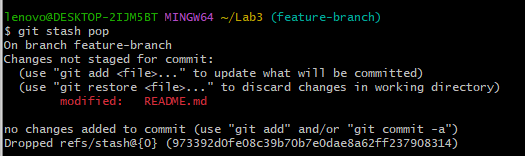 lenovo@DESKTOP-2IJM5BT MINGW64 ~/Lab3 (feature-branch)
$ git stash pop
On branch feature-branch
Changes not staged for commit:
  (use "git add <file>..." to update what will be committed)
  (use "git restore <file>..." to discard changes in working directory)
        modified:   README.md

no changes added to commit (use "git add" and/or "git commit -a")
Dropped refs/stash@{0} (973392d0fe08c39b70b7e0dae8a62ff237908314)